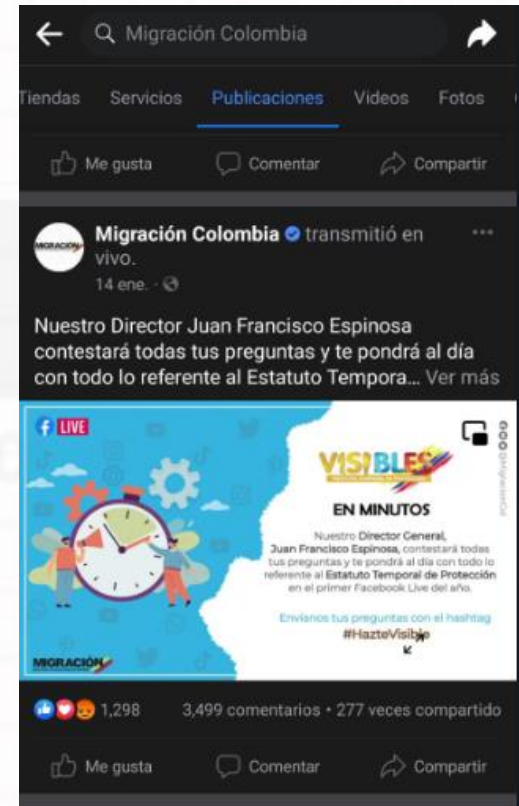 Migración Colombia
Tiendas Servicios Publicaciones Videos Fotos
Me gusta Comentar Compartir
MIGRACIÓN
Migración Colombia transmitió en
vivo.
14 ene. ·
Nuestro Director Juan Francisco Espinosa
contestará todas tus preguntas y te pondrá al día
con todo lo referente al Estatuto Tempora... Ver más
LIVE
VISIBLES
EN MINUTOS
Nuestro Director General,
Juan Francisco Espinosa, contestará todas
tus preguntas y te pondrá al día con todo lo
referente al Estatuto Temporal de Protección
en el primer Facebook Live del año.
Envíanos tus preguntas con el hashtag
#HazteVisible
MIGRACIÓN
1,298 3,499 comentarios • 277 veces compartido
Me gusta Comentar Compartir